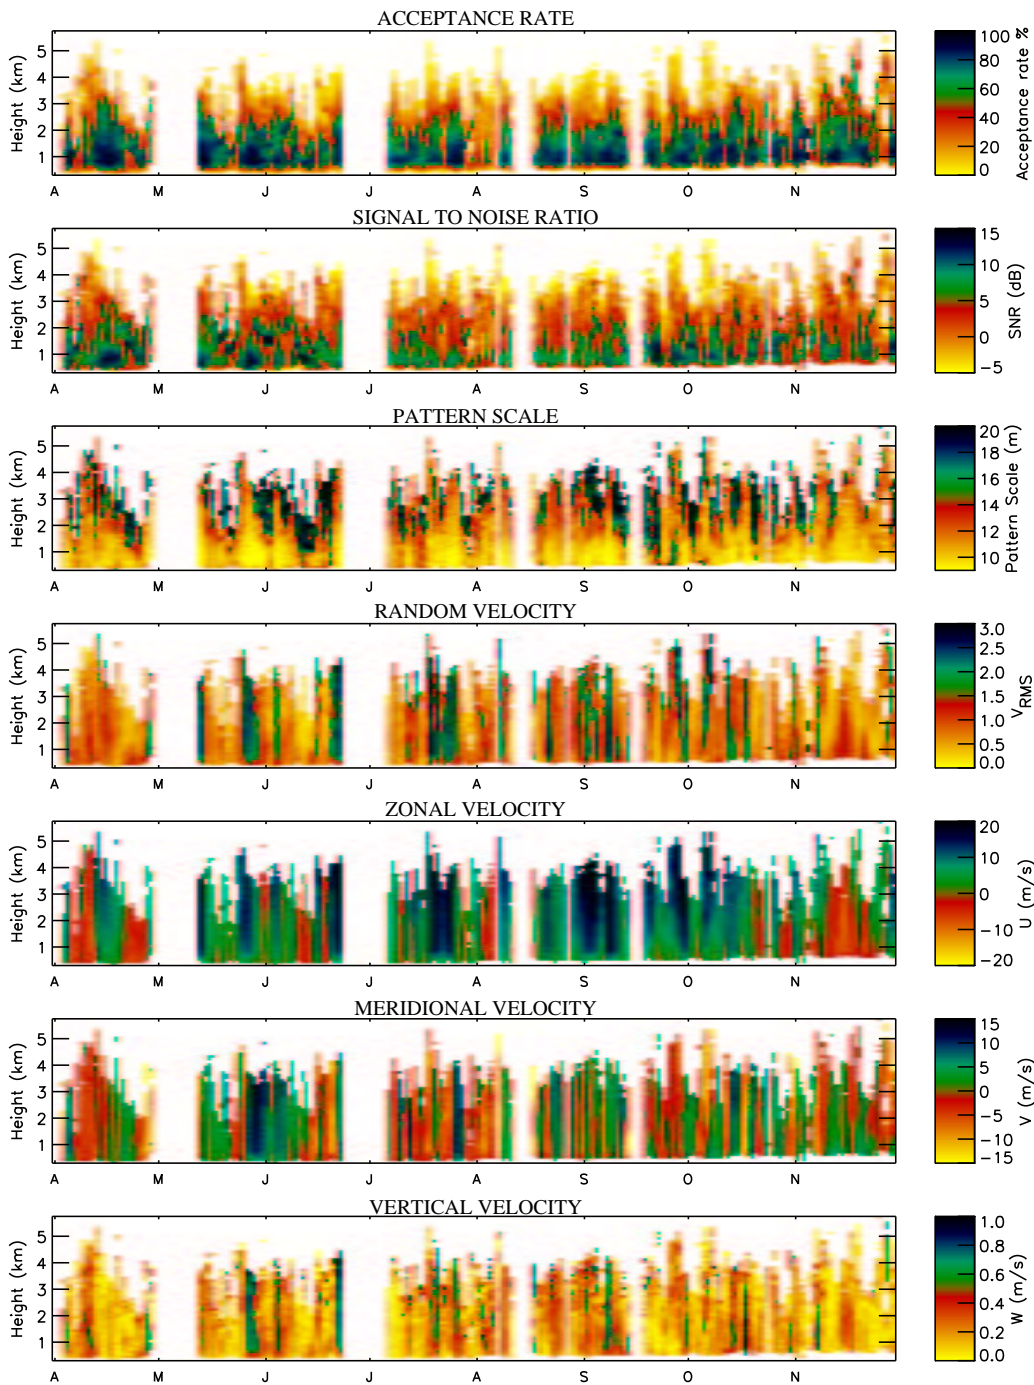 ACCEPTANCE RATE
Height (km)
5
4
3
2
1
A M J J A S O N
100 %
80
60
40
20
0
Acceptance rate %
SIGNAL TO NOISE RATIO
Height (km)
5
4
3
2
1
A M J J A S O N
15
10
5
0
−5
SNR (dB)
PATTERN SCALE
Height (km)
5
4
3
2
1
A M J J A S O N
20
18
16
14
12
10
Pattern Scale (m)
RANDOM VELOCITY
Height (km)
5
4
3
2
1
A M J J A S O N
3.0
2.5
2.0
1.5
1.0
0.5
0.0
VRMS
ZONAL VELOCITY
Height (km)
5
4
3
2
1
A M J J A S O N
20
10
0
−10
−20
U (m/s)
MERIDIONAL VELOCITY
Height (km)
5
4
3
2
1
A M J J A S O N
15
10
5
0
−5
−10
−15
V (m/s)
VERTICAL VELOCITY
Height (km)
5
4
3
2
1
A M J J A S O N
1.0
0.8
0.6
0.4
0.2
0.0
W (m/s)